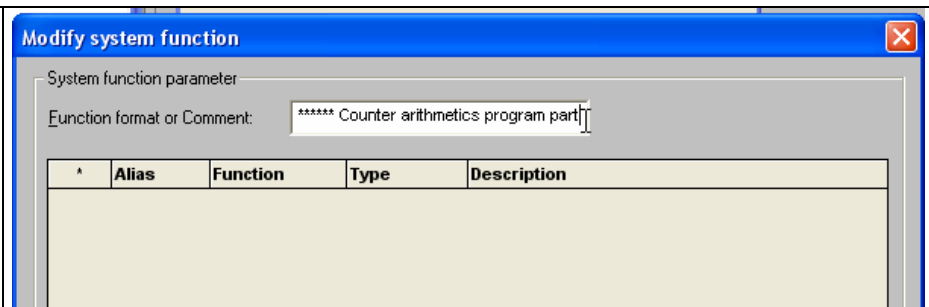 Modify system function
System function parameter
Function format or Comment: ****** Counter arithmetics program part
* Alias Function Type Description